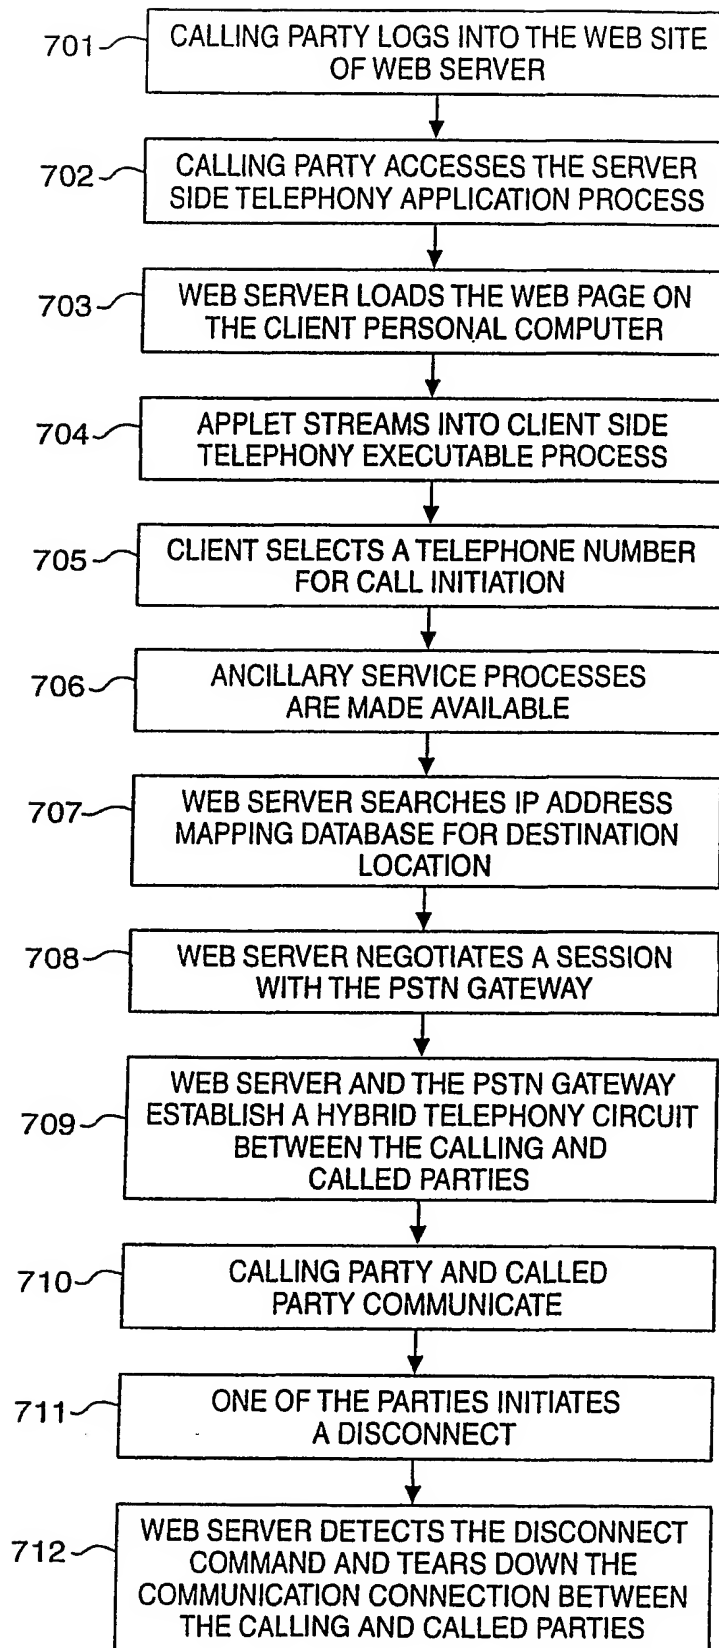 701
CALLING PARTY LOGS INTO THE WEB SITE
OF WEB SERVER
702
CALLING PARTY ACCESSES THE SERVER
SIDE TELEPHONY APPLICATION PROCESS
703
WEB SERVER LOADS THE WEB PAGE ON
THE CLIENT PERSONAL COMPUTER
704
APPLET STREAMS INTO CLIENT SIDE
TELEPHONY EXECUTABLE PROCESS
705
CLIENT SELECTS A TELEPHONE NUMBER
FOR CALL INITIATION
706
ANCILLARY SERVICE PROCESSES
ARE MADE AVAILABLE
707
WEB SERVER SEARCHES IP ADDRESS
MAPPING DATABASE FOR DESTINATION
LOCATION
708
WEB SERVER NEGOTIATES A SESSION
WITH THE PSTN GATEWAY
709
WEB SERVER AND THE PSTN GATEWAY
ESTABLISH A HYBRID TELEPHONY CIRCUIT
BETWEEN THE CALLING AND
CALLED PARTIES
710
CALLING PARTY AND CALLED
PARTY COMMUNICATE
711
ONE OF THE PARTIES INITIATES
A DISCONNECT
712
WEB SERVER DETECTS THE DISCONNECT
COMMAND AND TEARS DOWN THE
COMMUNICATION CONNECTION BETWEEN
THE CALLING AND CALLED PARTIES